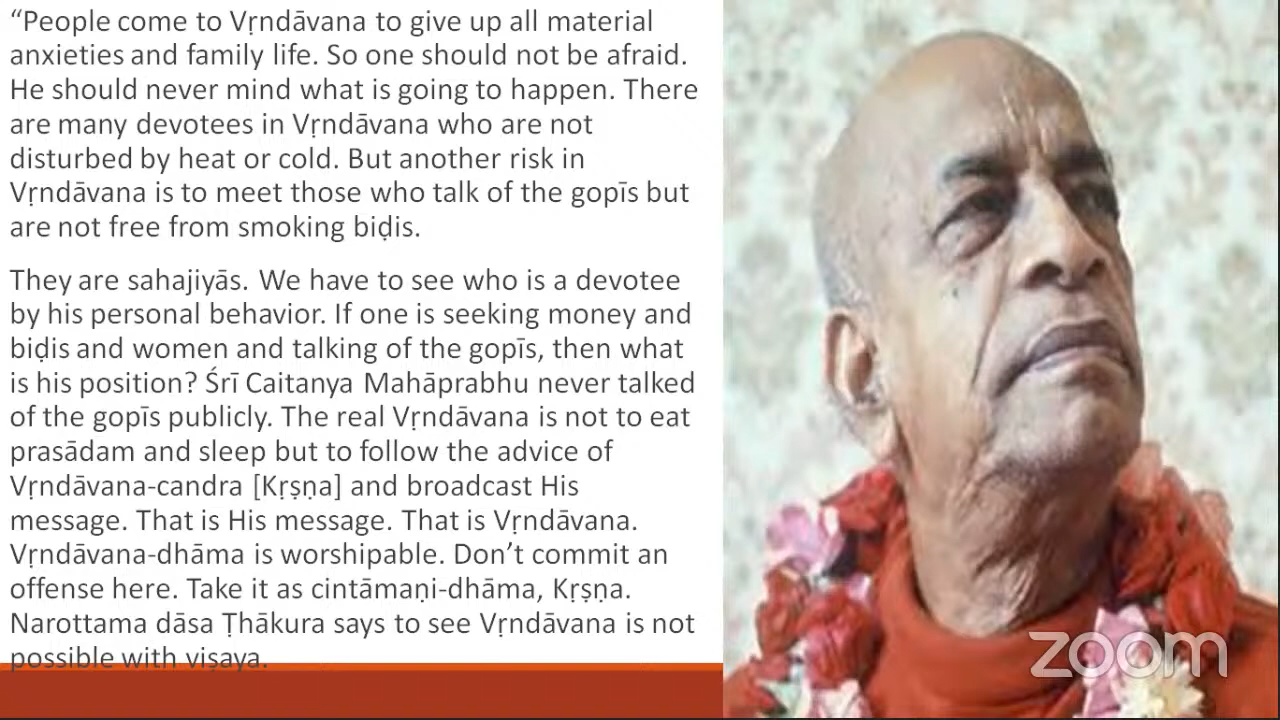 “People come to Vṛndāvana to give up all material
anxieties and family life. So one should not be afraid.
He should never mind what is going to happen. There
are many devotees in Vṛndāvana who are not
disturbed by heat or cold. But another risk in
Vṛndāvana is to meet those who talk of the gopīs but
are not free from smoking biḍis.
They are sahajiyās. We have to see who is a devotee
by his personal behavior. If one is seeking money and
biḍis and women and talking of the gopīs, then what
is his position? Śrī Caitanya Mahāprabhu never talked
of the gopīs publicly. The real Vṛndāvana is not to eat
prasādam and sleep but to follow the advice of
Vṛndāvana-candra [Kṛṣṇa] and broadcast His
message. That is His message. That is Vṛndāvana.
Vṛndāvana-dhāma is worshipable. Don’t commit an
offense here. Take it as cintāmaṇi-dhāma, Kṛṣṇa.
Narottama dāsa Ṭhākura says to see Vṛndāvana is not
possible with viṣaya.
zoom